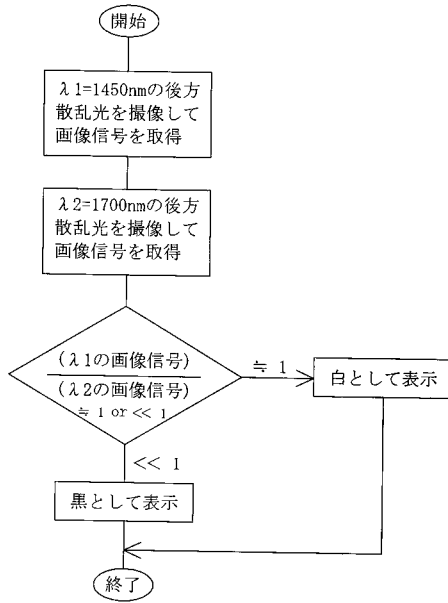 開始
λ1=1450nmの後方
散乱光を撮像して
画像信号を取得
λ2=1700nmの後方
散乱光を撮像して
画像信号を取得
(λ1の画像信号)
(λ2の画像信号)
≒ 1 or << 1
≒ 1
白として表示
<< 1
黒として表示
終了